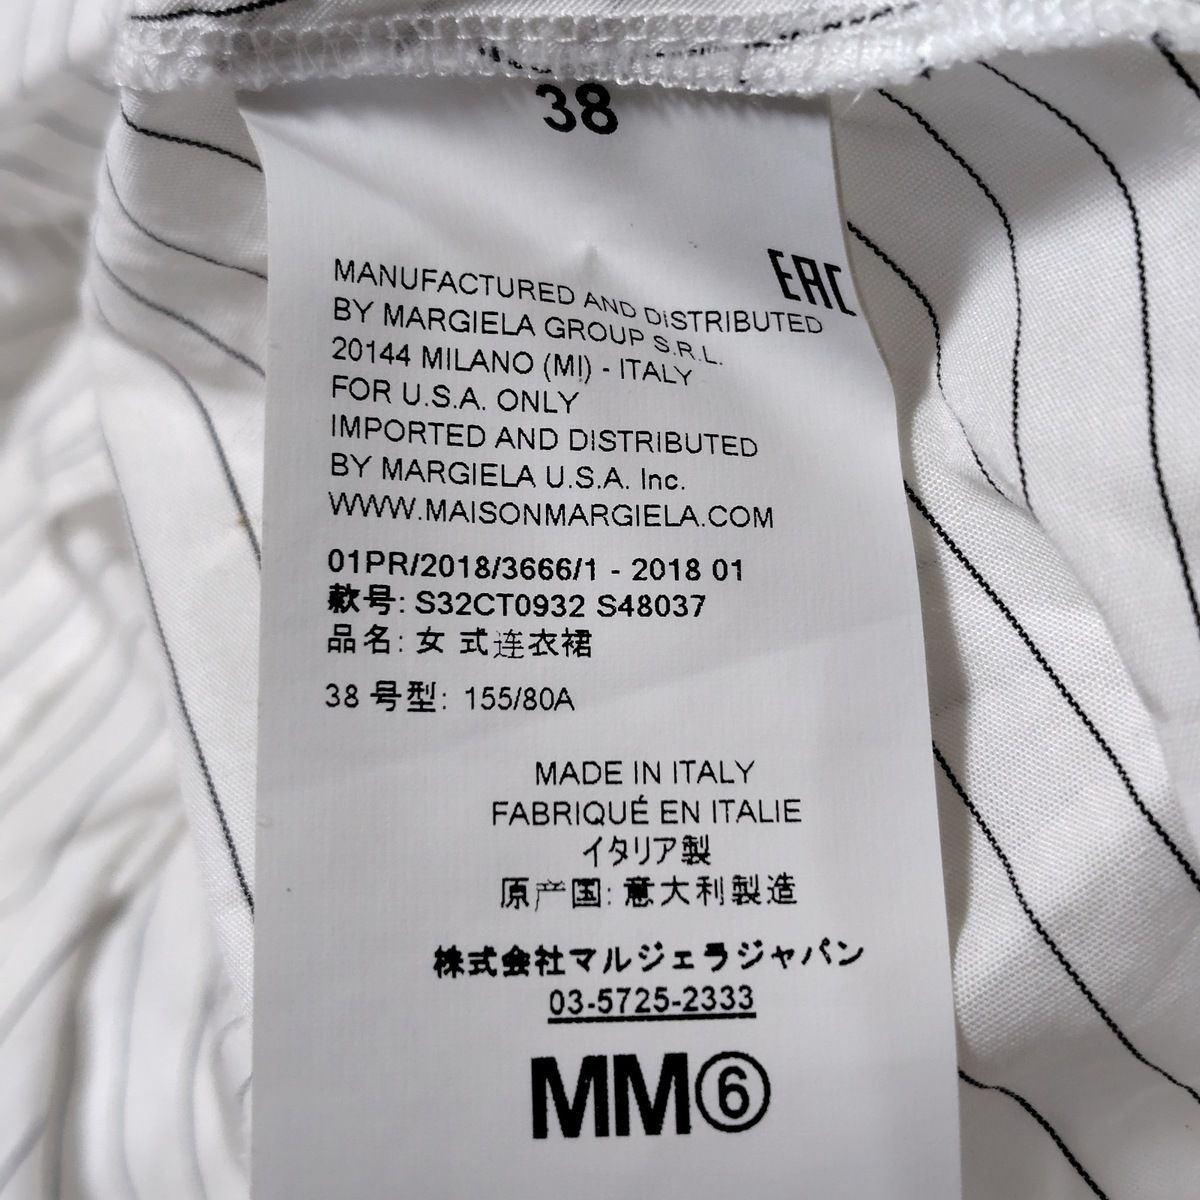 38
EAC
MANUFACTURED AND DISTRIBUTED
BY MARGIELA GROUP S.R.L.
20144 MILANO (MI) - ITALY
FOR U.S.A. ONLY
IMPORTED AND DISTRIBUTED
BY MARGIELA U.S.A. Inc.
WWW.MAISONMARGIELA.COM
01PR/2018/3666/1 - 2018 01
款号: S32CT0932 S48037
品名: 女 式连衣裙
38 号型: 155/80A
MADE IN ITALY
FABRIQUÉ EN ITALIE
イタリア製
原产国: 意大利製造
株式会社マルジェラジャパン
03-5725-2333
MM⑥